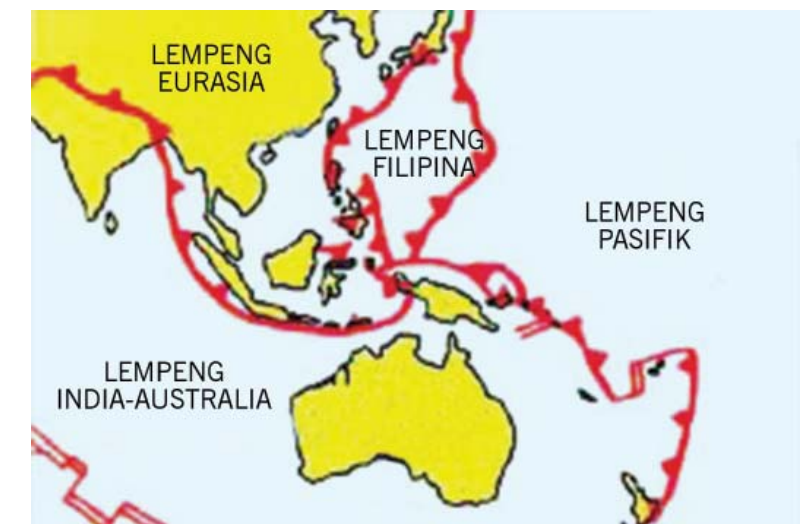 LEMPENG
EURASIA
LEMPENG
FILIPINA
LEMPENG
PASIFIK
LEMPENG
INDIA-AUSTRALIA